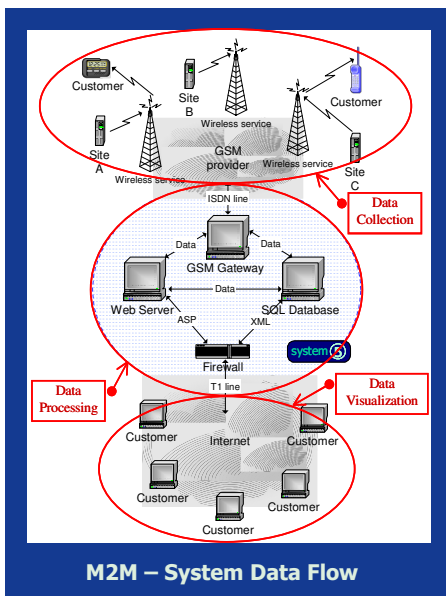 Customer
Site
B
Customer
Wireless service
Site
A
GSM
provider
Wireless service
Wireless service
Site
C
ISDN line
Data
Collection
Data
Data
GSM Gateway
Web Server
Data
SQL Database
ASP
XML
system 5
Firewall
Data
Processing
T1 line
Data
Visualization
Customer
Internet
Customer
Customer
Customer
Customer
M2M – System Data Flow